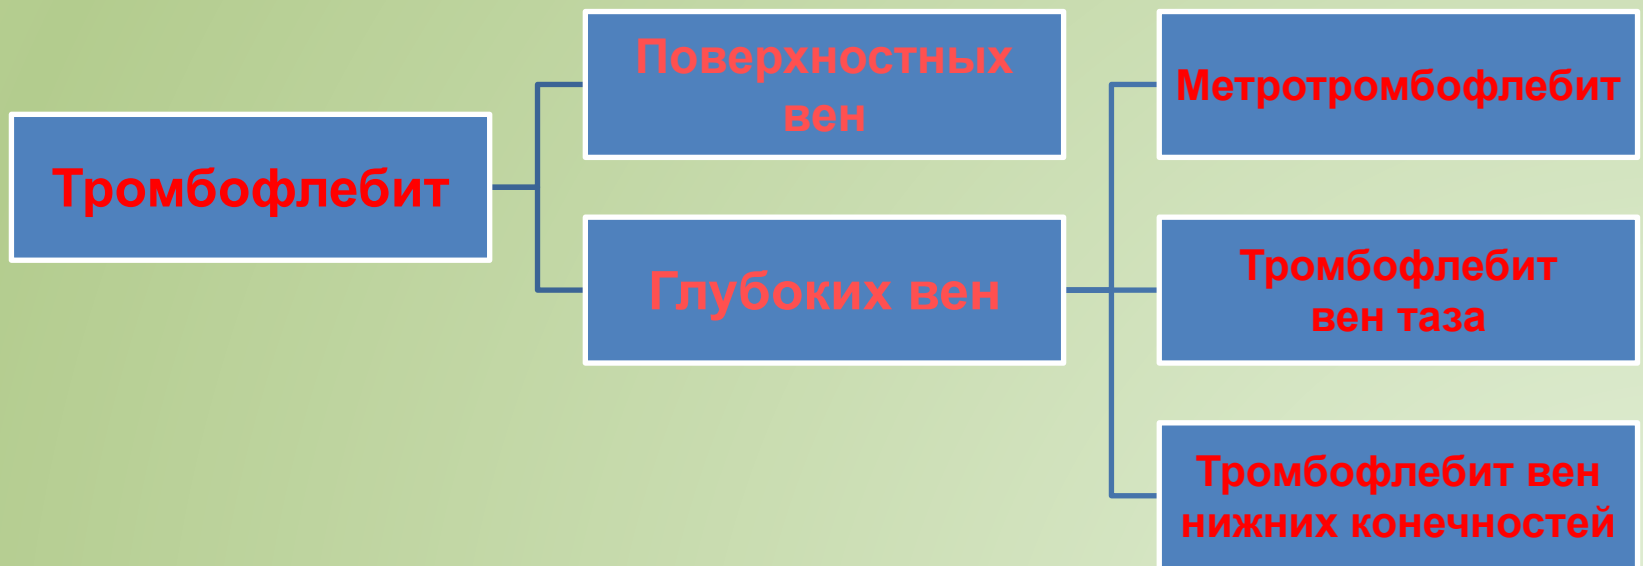 Тромбофлебит
Поверхностных
вен
Глубоких вен
Метротромбофлебит
Тромбофлебит
вен таза
Тромбофлебит вен
нижних конечностей